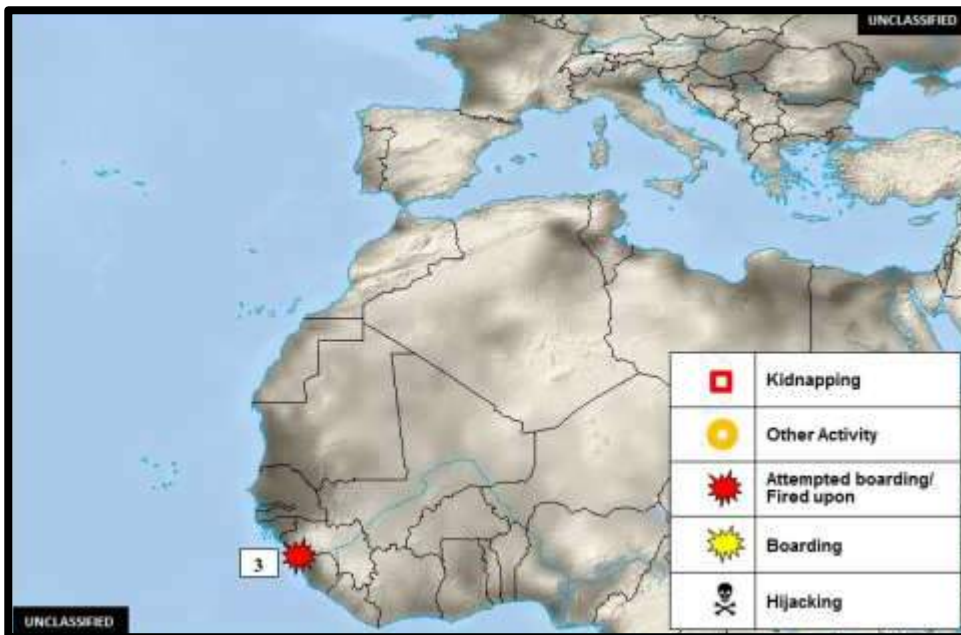 UNCLASSIFIED
Kidnapping
Other Activity
Attempted boarding/
Fired upon
Boarding
3
Hijacking
UNCLASSIFIED